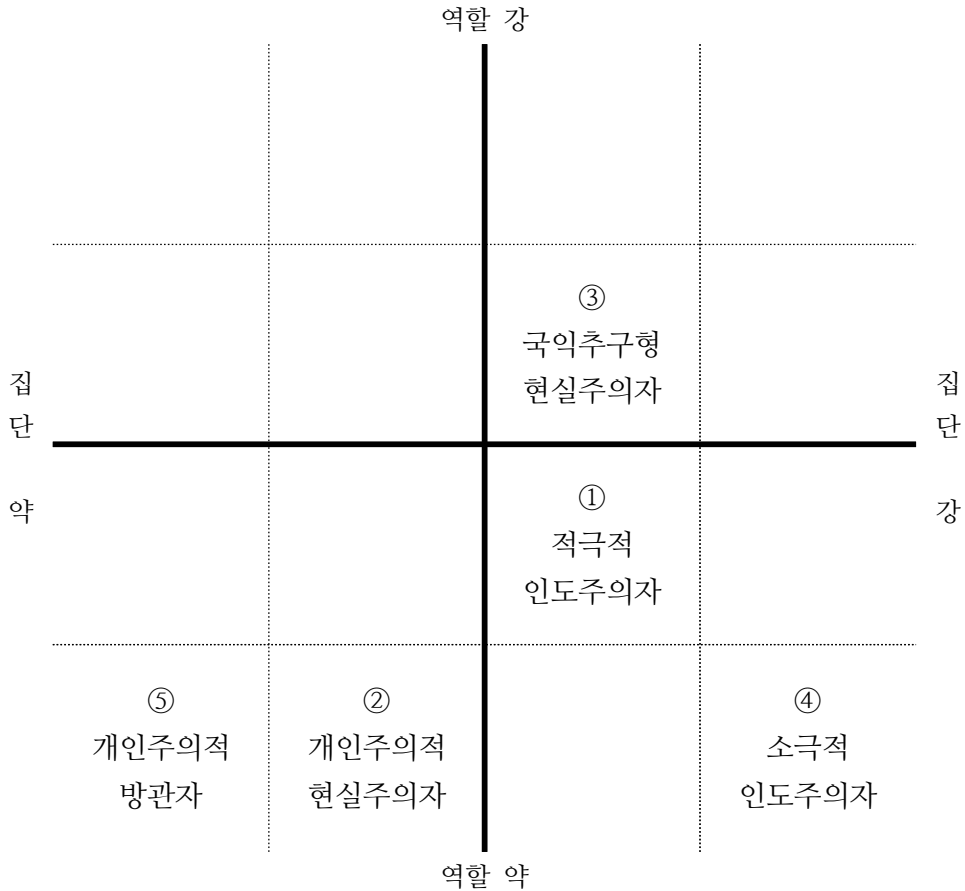 역할 강
③
국익추구형
현실주의자
집
단
약
집
단
강
①
적극적
인도주의자
⑤
개인주의적
방관자
②
개인주의적
현실주의자
④
소극적
인도주의자
역할 약